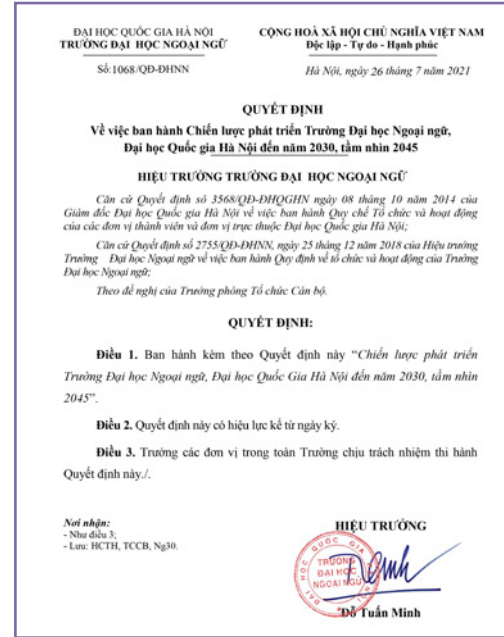 ĐẠI HỌC QUỐC GIA HÀ NỘI
TRƯỜNG ĐẠI HỌC NGOẠI NGỮ
Số:1068/QĐ-ĐHNN
CỘNG HOÀ XÃ HỘI CHỦ NGHĨA VIỆT NAM
Độc lập - Tự do - Hạnh phúc
Hà Nội, ngày 26 tháng 7 năm 2021
QUYẾT ĐỊNH
Về việc ban hành Chiến lược phát triển Trường Đại học Ngoại ngữ,
Đại học Quốc gia Hà Nội đến năm 2030, tầm nhìn 2045
HIỆU TRƯỞNG TRƯỜNG ĐẠI HỌC NGOẠI NGỮ
Căn cứ Quyết định số 3568/QĐ-ĐHQGHN ngày 08 tháng 10 năm 2014 của
Giám đốc Đại học Quốc gia Hà Nội về việc ban hành Quy chế Tổ chức và hoạt động
của các đơn vị thành viên và đơn vị trực thuộc Đại học Quốc gia Hà Nội;
Căn cứ Quyết định số 2755/QĐ-ĐHNN, ngày 25 tháng 12 năm 2018 của Hiệu trưởng
Trường Đại học Ngoại ngữ về việc ban hành Quy định về tổ chức và hoạt động của Trường
Đại học Ngoại ngữ;
Theo đề nghị của Trưởng phòng Tổ chức Cán bộ.
QUYẾT ĐỊNH:
Điều 1. Ban hành kèm theo Quyết định này “Chiến lược phát triển
Trường Đại học Ngoại ngữ, Đại học Quốc Gia Hà Nội đến năm 2030, tầm nhìn
2045”.
Điều 2. Quyết định này có hiệu lực kể từ ngày ký.
Điều 3. Trưởng các đơn vị trong toàn Trường chịu trách nhiệm thi hành
Quyết định này./.
Nơi nhận:
- Như điều 3;
- Lưu: HCTH, TCCB, Ng30.
HIỆU TRƯỞNG
ĐẠI HỌC QUỐC GIA HÀ NỘI
TRƯỜNG
ĐẠI HỌC
NGOẠI NGỮ
Đỗ Tuấn Minh